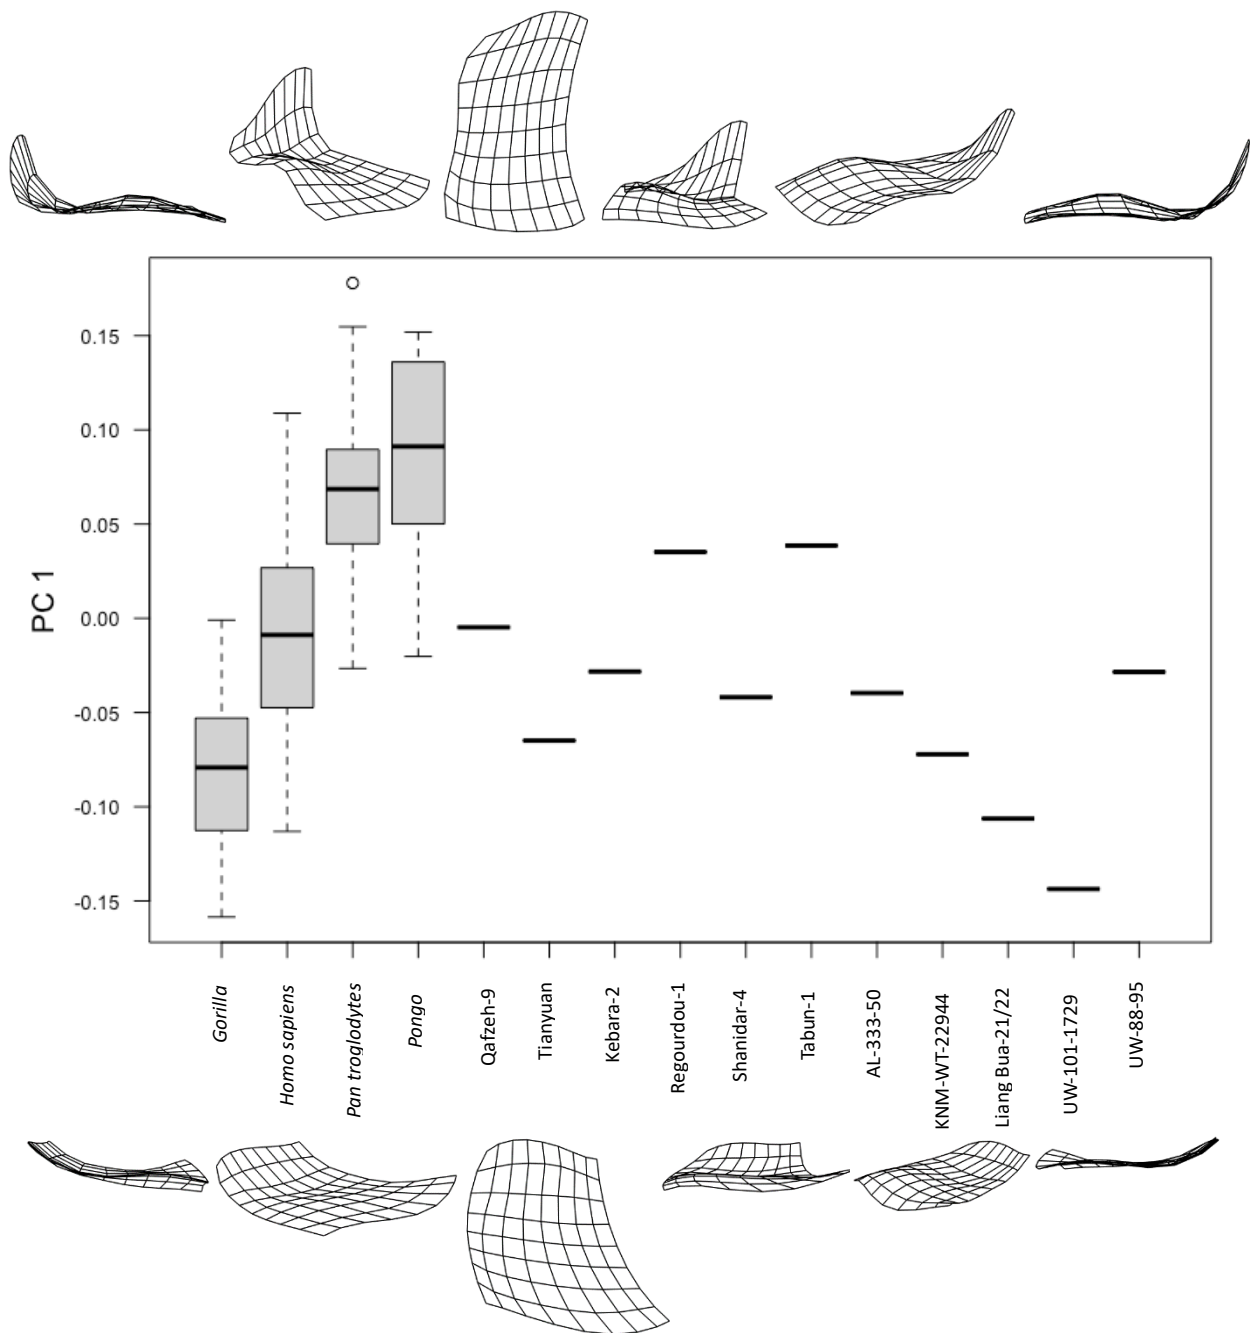 PC 1
0.15
0.10
0.05
0.00
-0.05
-0.10
-0.15
Gorilla
Homo sapiens
Pan troglodytes
Pongo
Qafzeh-9
Tianyuan
Kebara-2
Regourdou-1
Shanidar-4
Tabun-1
AL-333-50
KNM-WT-22944
Liang Bua-21/22
UW-101-1729
UW-88-95